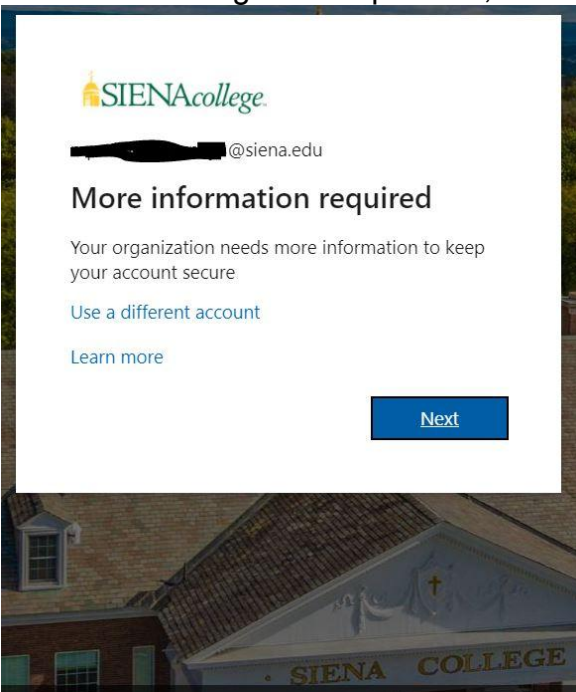 SIENAcollege.
@siena.edu
More information required
Your organization needs more information to keep
your account secure
Use a different account
Learn more
Next
SIENA COLLEGE